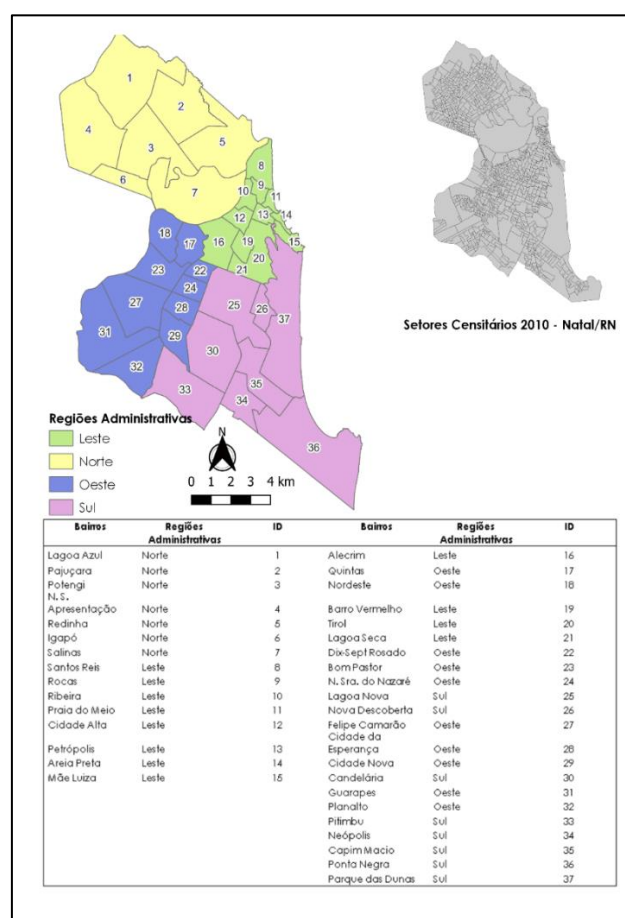 1
2
4
3
5
6
7
8
9
10
11
12
13
14
15
16
19
20
21
18
17
22
23
24
25
26
27
28
37
31
29
30
32
33
35
34
36
Setores Censitários 2010 - Natal/RN
Regiões Administrativas
Leste
Norte
Oeste
Sul
N
0 1 2 3 4 km
Bairros Regiões Administrativas ID Bairros Regiões Administrativas ID
Lagoa Azul Norte 1 Alecrim Leste 16
Pajuçara Norte 2 Quintas Oeste 17
Potengi Norte 3 Nordeste Oeste 18
N. S.
Apresentação Norte 4 Barro Vermelho Leste 19
Redinha Norte 5 Tirol Leste 20
Igapó Norte 6 Lagoa Seca Leste 21
Salinas Norte 7 Dix-Sept Rosado Oeste 22
Santos Reis Leste 8 Bom Pastor Oeste 23
Rocas Leste 9 N. Sra. do Nazaré Oeste 24
Ribeira Leste 10 Lagoa Nova Sul 25
Praia do Meio Leste 11 Nova Descoberta Sul 26
Cidade Alta Leste 12 Felipe Camarão Oeste 27
Cidade da
Petrópolis Leste 13 Esperança Oeste 28
Areia Preta Leste 14 Cidade Nova Oeste 29
Mãe Luiza Leste 15 Candelária Sul 30
Guarapes Oeste 31
Planalto Oeste 32
Pitimbu Sul 33
Neópolis Sul 34
Capim Macio Sul 35
Ponta Negra Sul 36
Parque das Dunas Sul 37